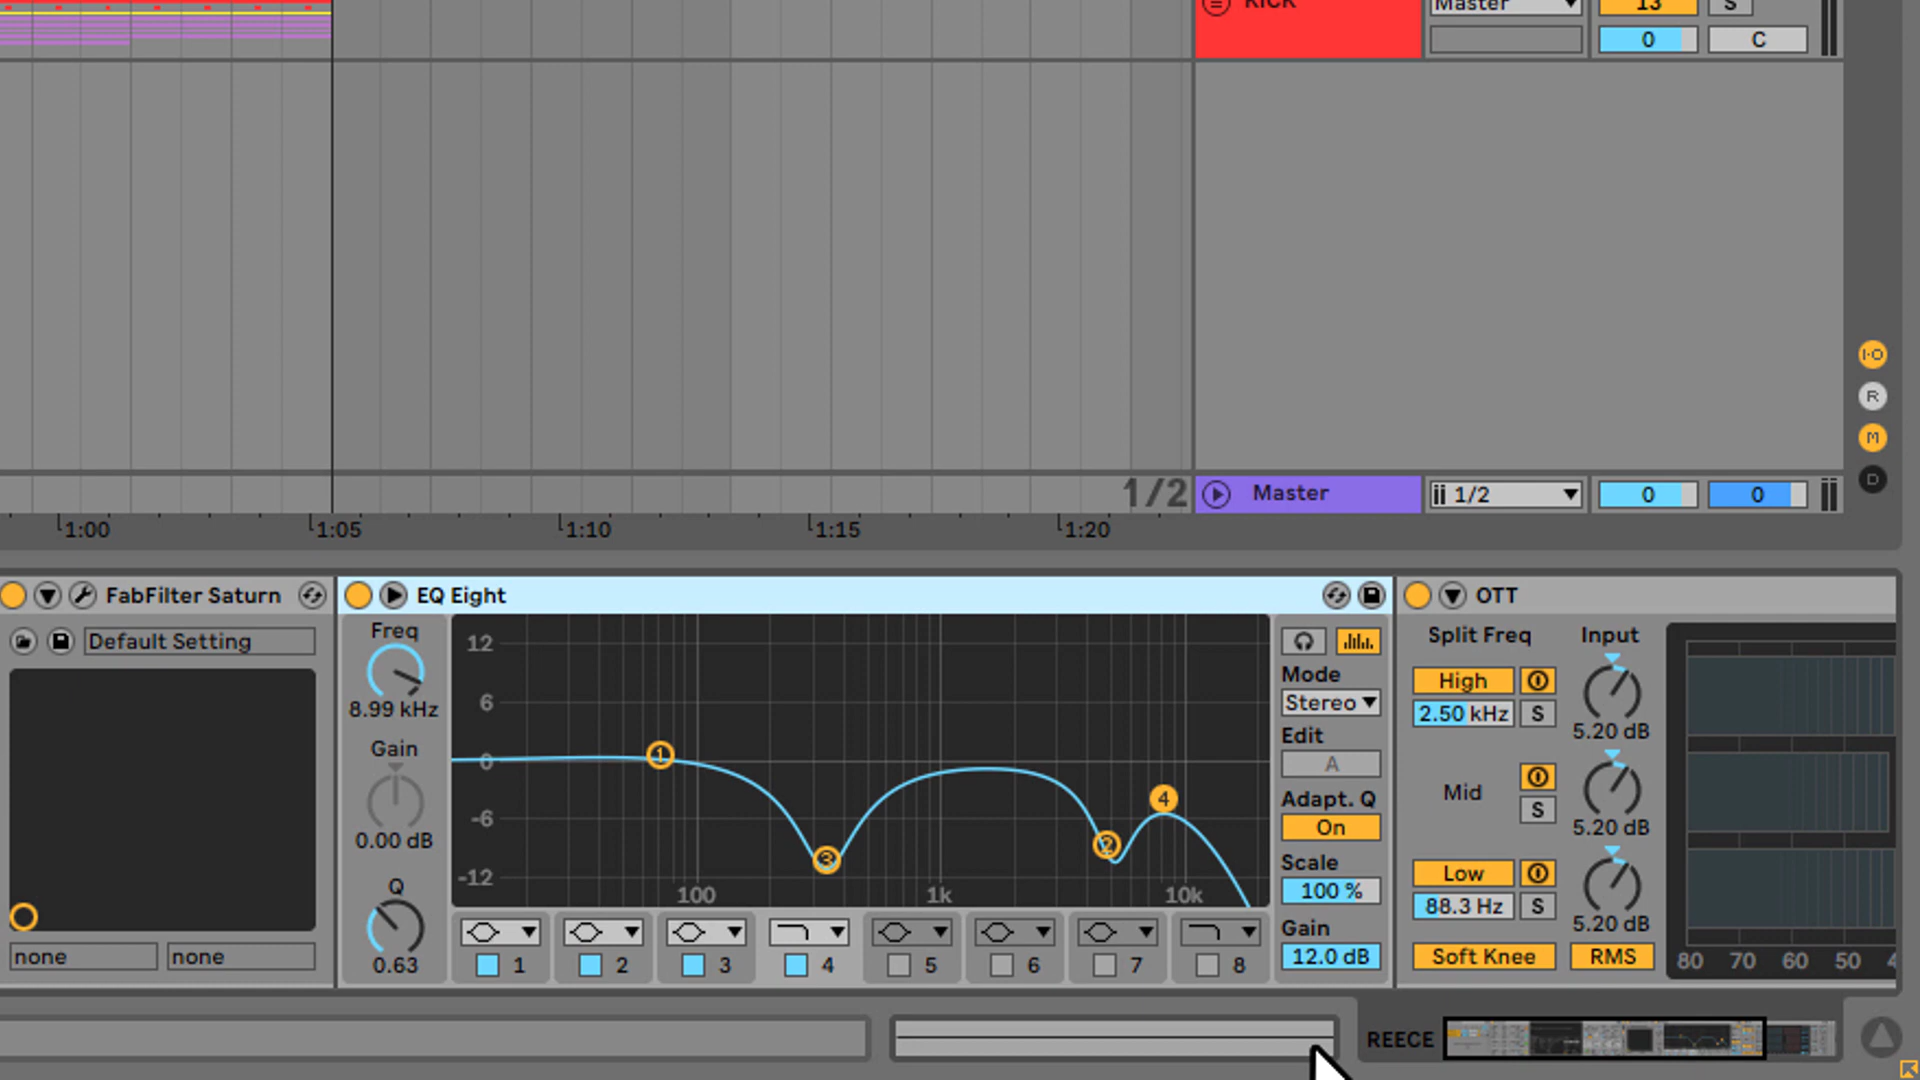 KICK
Master
13
S
0
C
I·O
R
M
D
1/2
Master
1/2
0
0
1:00
1:05
1:10
1:15
1:20
FabFilter Saturn
EQ Eight
OTT
Default Setting
none
none
Freq
8.99 kHz
Gain
0.00 dB
Q
0.63
12
6
0
-6
-12
100
1k
10k
1
2
3
4
1
2
3
4
5
6
7
8
Mode
Stereo
Edit
A
Adapt. Q
On
Scale
100 %
Gain
12.0 dB
Split Freq
Input
High
2.50 kHz
S
5.20 dB
Mid
S
5.20 dB
Low
88.3 Hz
S
5.20 dB
Soft Knee
RMS
80 70 60 50
REECE